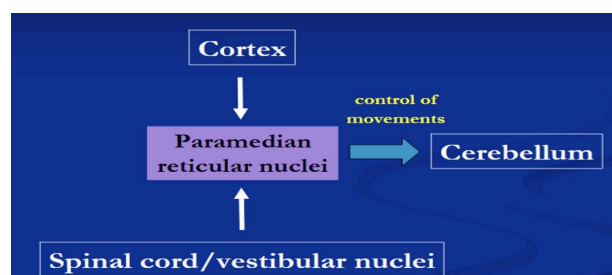 Cortex
control of
movements
Paramedian
reticular nuclei
Cerebellum
Spinal cord/vestibular nuclei